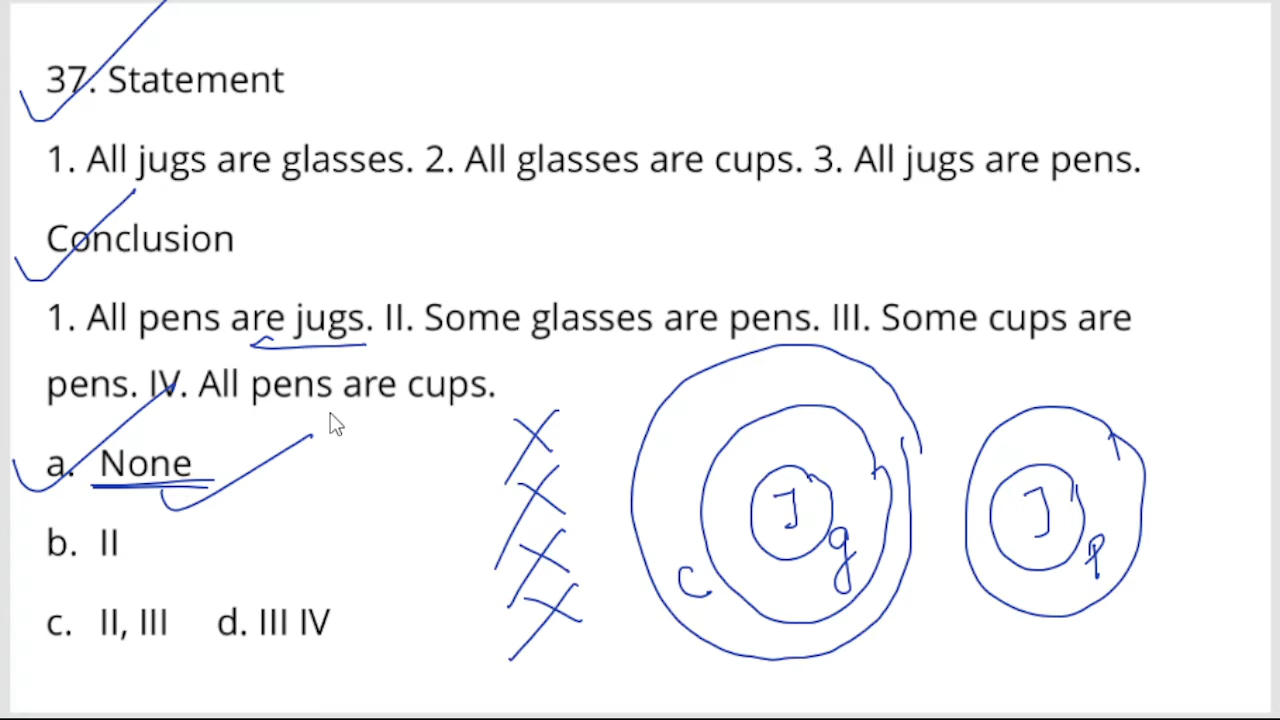 37. Statement
1. All jugs are glasses. 2. All glasses are cups. 3. All jugs are pens.
Conclusion
1. All pens are jugs. II. Some glasses are pens. III. Some cups are
pens. IV. All pens are cups.
a. None
b. II
c. II, III d. III IV
J
g
C
J
p